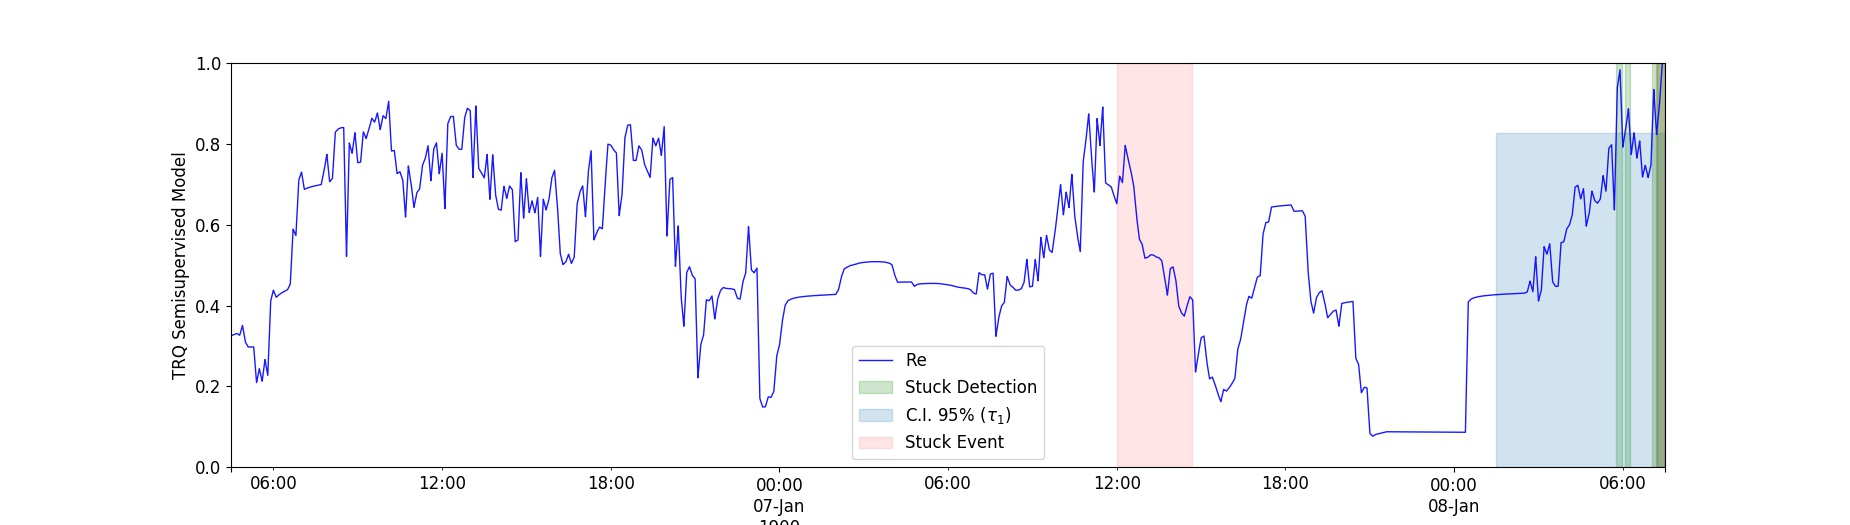 TRQ Semisupervised Model
1.0
0.8
0.6
0.4
0.2
0.0
Re
Stuck Detection
C.I. 95% (τ₁)
Stuck Event
06:00
12:00
18:00
00:00
07-Jan
1900
06:00
12:00
18:00
00:00
08-Jan
06:00